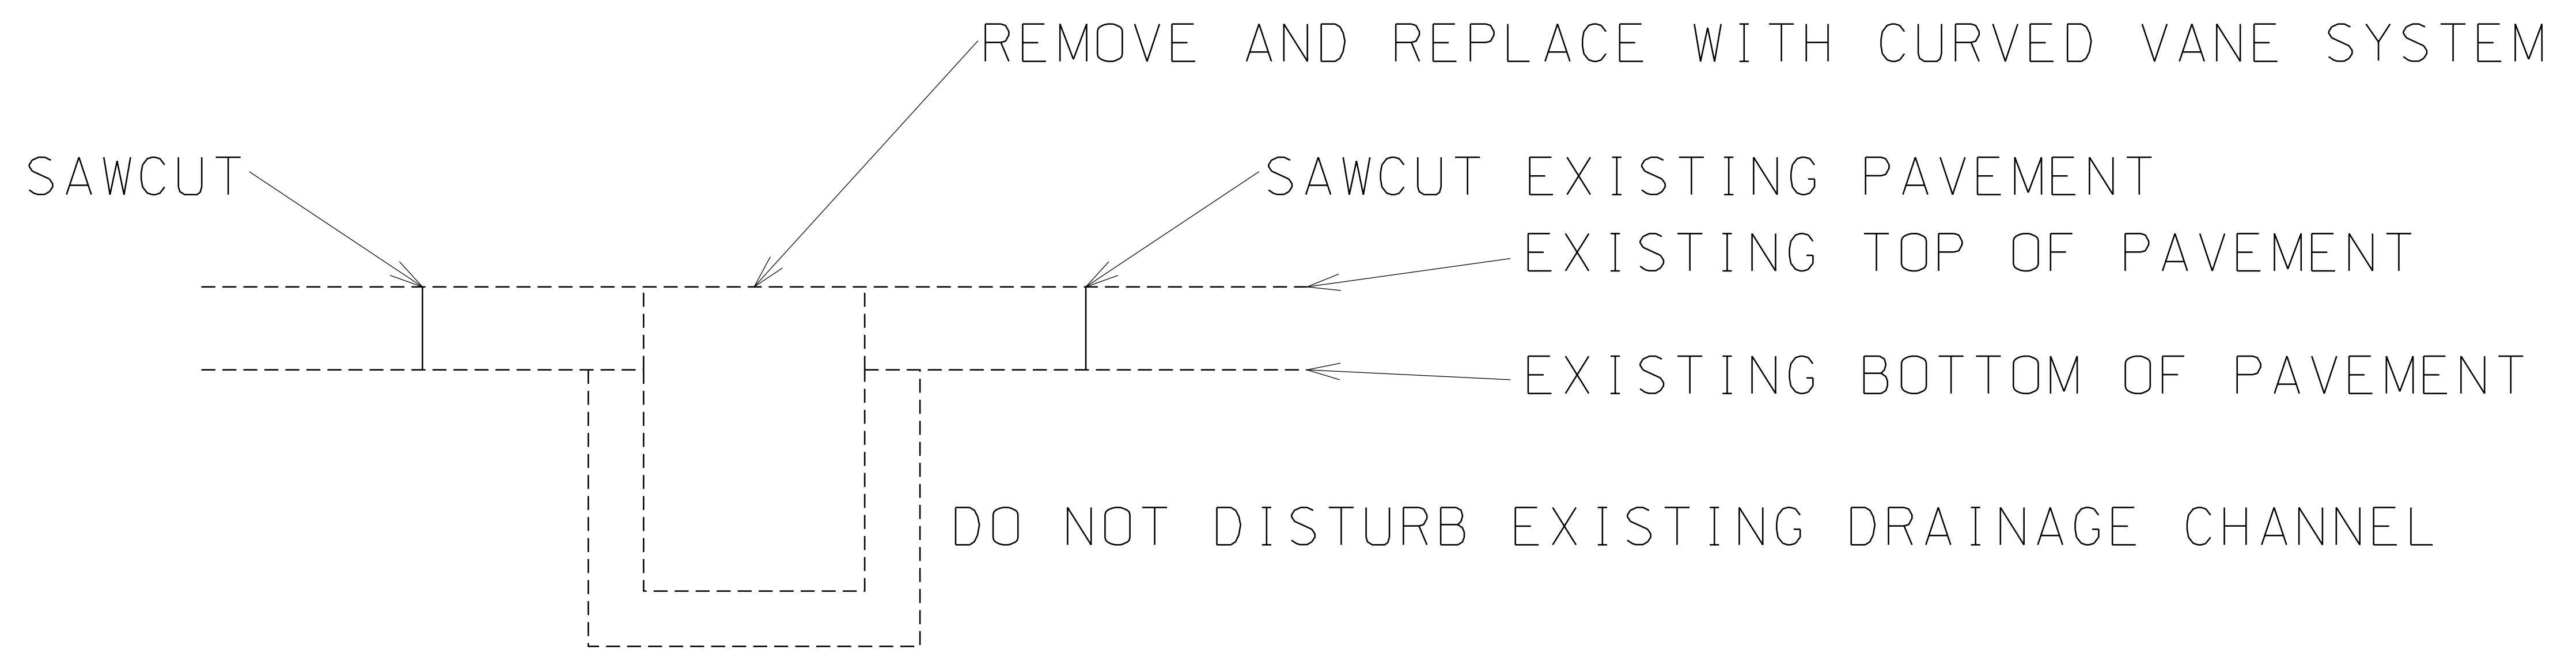 REMOVE AND REPLACE WITH CURVED VANE SYSTEM
SAWCUT
SAWCUT EXISTING PAVEMENT
EXISTING TOP OF PAVEMENT
EXISTING BOTTOM OF PAVEMENT
DO NOT DISTURB EXISTING DRAINAGE CHANNEL